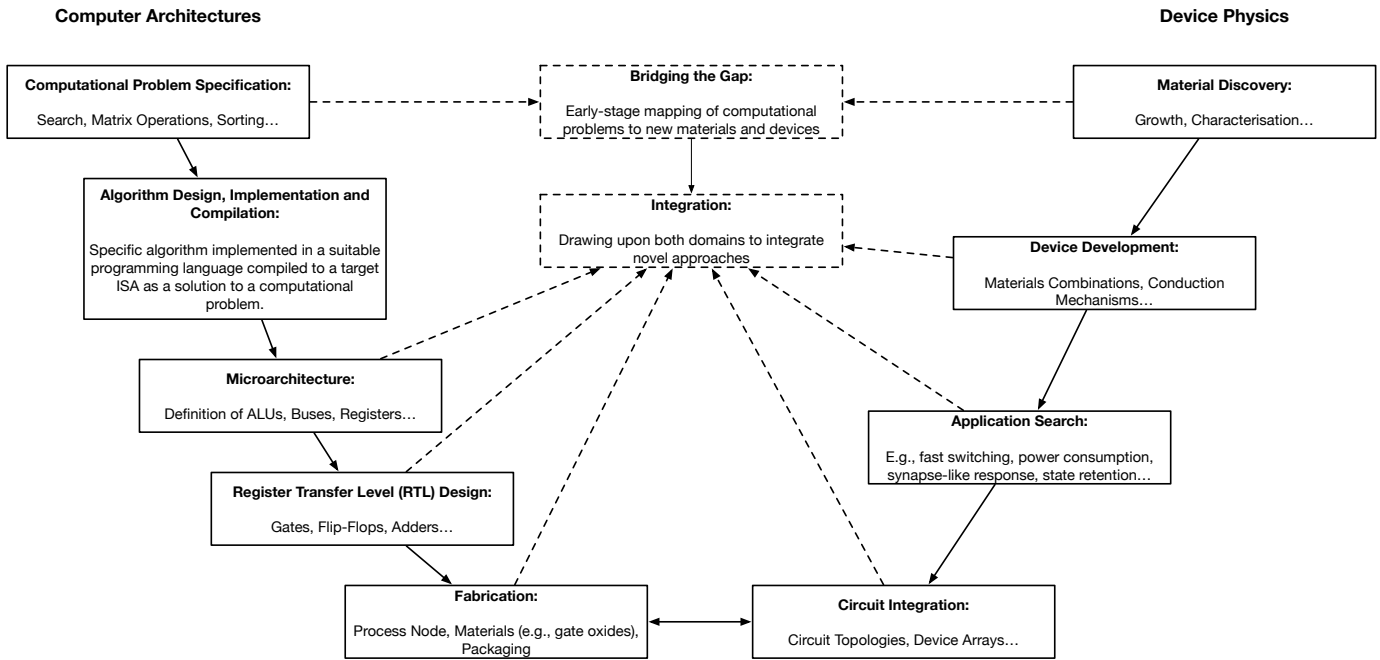 Computer Architectures
Device Physics
Computational Problem Specification:
Search, Matrix Operations, Sorting…
Bridging the Gap:
Early-stage mapping of computational
problems to new materials and devices
Material Discovery:
Growth, Characterisation…
Algorithm Design, Implementation and
Compilation:
Specific algorithm implemented in a suitable
programming language compiled to a target
ISA as a solution to a computational
problem.
Integration:
Drawing upon both domains to integrate
novel approaches
Device Development:
Materials Combinations, Conduction
Mechanisms…
Microarchitecture:
Definition of ALUs, Buses, Registers…
Application Search:
E.g., fast switching, power consumption,
synapse-like response, state retention…
Register Transfer Level (RTL) Design:
Gates, Flip-Flops, Adders…
Fabrication:
Process Node, Materials (e.g., gate oxides),
Packaging
Circuit Integration:
Circuit Topologies, Device Arrays…